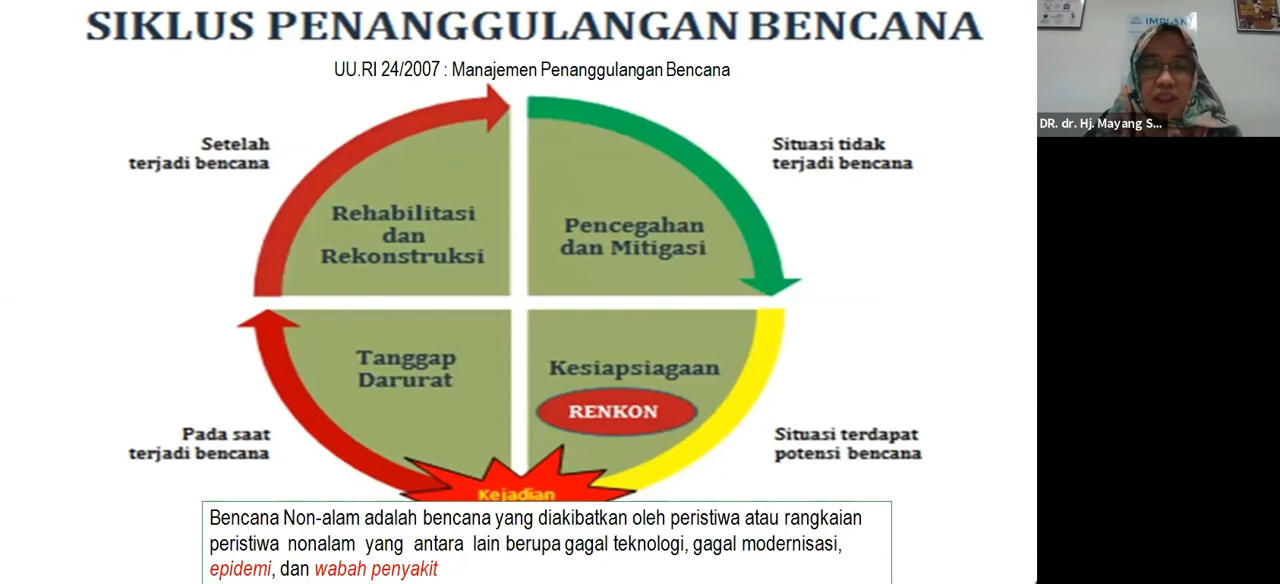 SIKLUS PENANGGULANGAN BENCANA
UU.RI 24/2007 : Manajemen Penanggulangan Bencana
Setelah
terjadi bencana
Situasi tidak
terjadi bencana
Rehabilitasi
dan
Rekonstruksi
Pencegahan
dan Mitigasi
Tanggap
Darurat
Kesiapsiagaan
RENKON
Pada saat
terjadi bencana
Situasi terdapat
potensi bencana
Kejadian
Bencana Non-alam adalah bencana yang diakibatkan oleh peristiwa atau rangkaian
peristiwa nonalam yang antara lain berupa gagal teknologi, gagal modernisasi,
epidemi, dan wabah penyakit
DR. dr. Hj. Mayang S...